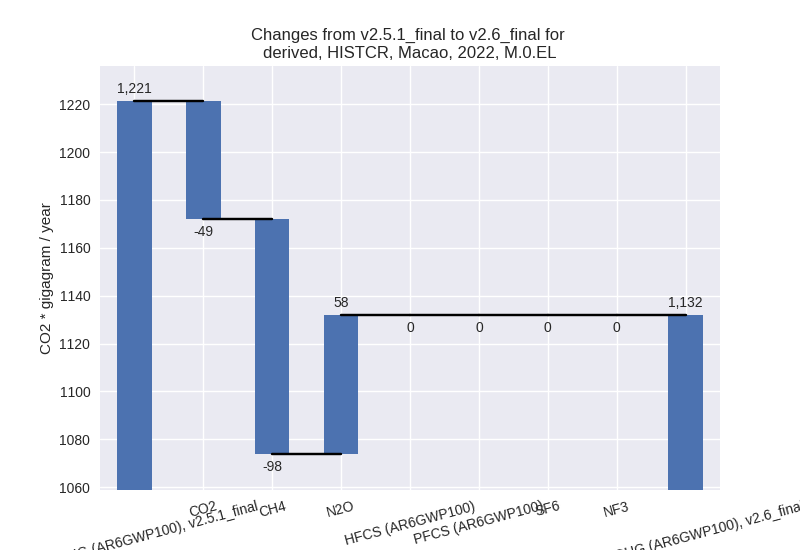 Changes from v2.5.1_final to v2.6_final for
derived, HISTCR, Macao, 2022, M.0.EL
CO2 * gigagram / year
1220
1200
1180
1160
1140
1120
1100
1080
1060
1,221
-49
-98
58
0
0
0
0
1,132
(AR6GWP100), v2.5.1_final
CO2
CH4
N2O
HFCS (AR6GWP100)
PFCS (AR6GWP100)
SF6
NF3
(AR6GWP100), v2.6_final